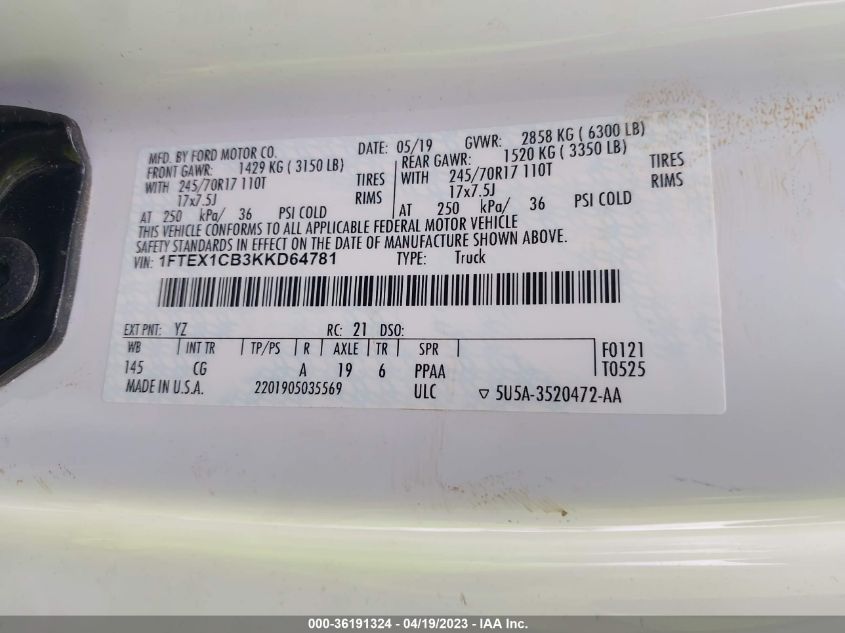 MFD. BY FORD MOTOR CO. DATE: 05/19 GVWR: 2858 KG ( 6300 LB)
FRONT GAWR: 1429 KG ( 3150 LB) REAR GAWR: 1520 KG ( 3350 LB)
WITH 245/70R17 110T TIRES WITH 245/70R17 110T TIRES
17x7.5J RIMS 17x7.5J RIMS
AT 250 kPa/ 36 PSI COLD AT 250 kPa/ 36 PSI COLD
THIS VEHICLE CONFORMS TO ALL APPLICABLE FEDERAL MOTOR VEHICLE
SAFETY STANDARDS IN EFFECT ON THE DATE OF MANUFACTURE SHOWN ABOVE.
VIN: 1FTEX1CB3KKD64781 TYPE: Truck
EXT PNT: YZ RC: 21 DSO:
WB INT TR TP/PS R AXLE TR SPR F0121
145 CG A 19 6 PPAA T0525
MADE IN U.S.A. 2201905035569 ULC ▽ 5U5A-3520472-AA
000-36191324 - 04/19/2023 - IAA Inc.